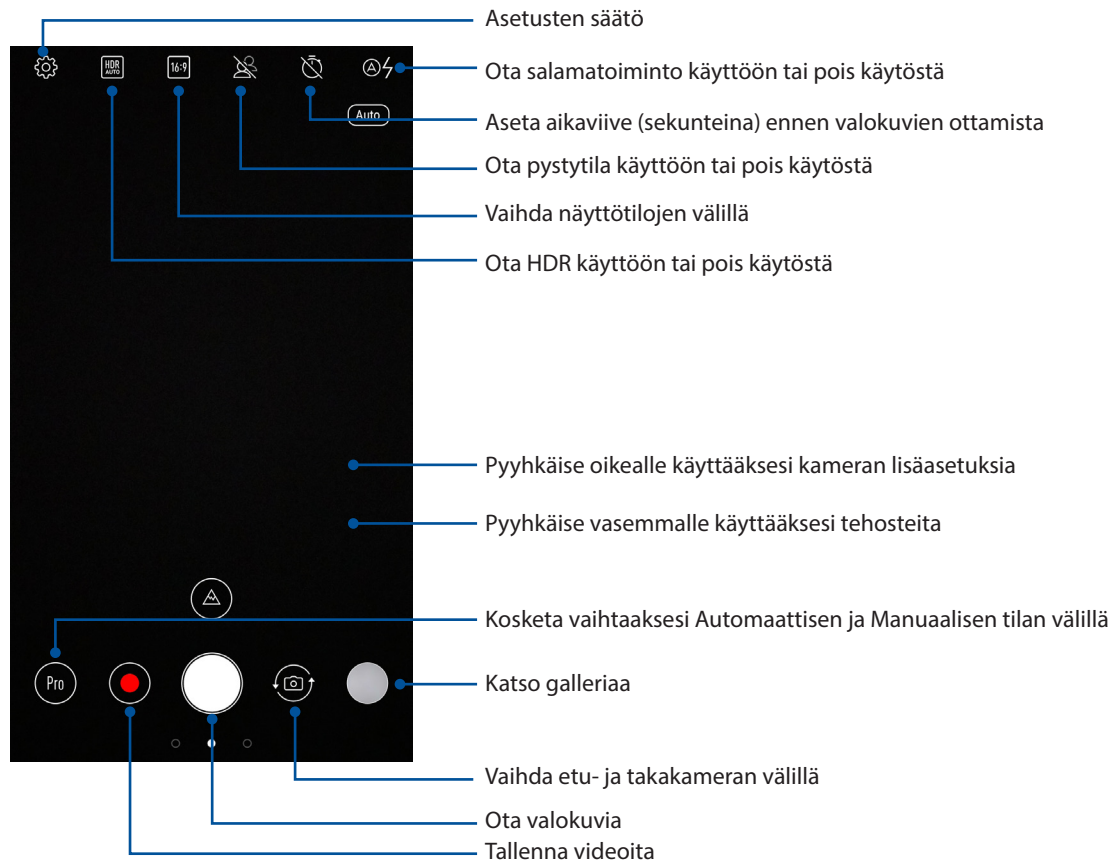 Asetusten säätö
HDR
AUTO
16:9
A
Ota salamatoiminto käyttöön tai pois käytöstä
Auto
Aseta aikaviive (sekunteina) ennen valokuvien ottamista
Ota pystytila käyttöön tai pois käytöstä
Vaihda näyttötilojen välillä
Ota HDR käyttöön tai pois käytöstä
Pyyhkäise oikealle käyttääksesi kameran lisäasetuksia
Pyyhkäise vasemmalle käyttääksesi tehosteita
Kosketa vaihtaaksesi Automaattisen ja Manuaalisen tilan välillä
Pro
Katso galleriaa
Vaihda etu- ja takakameran välillä
Ota valokuvia
Tallenna videoita